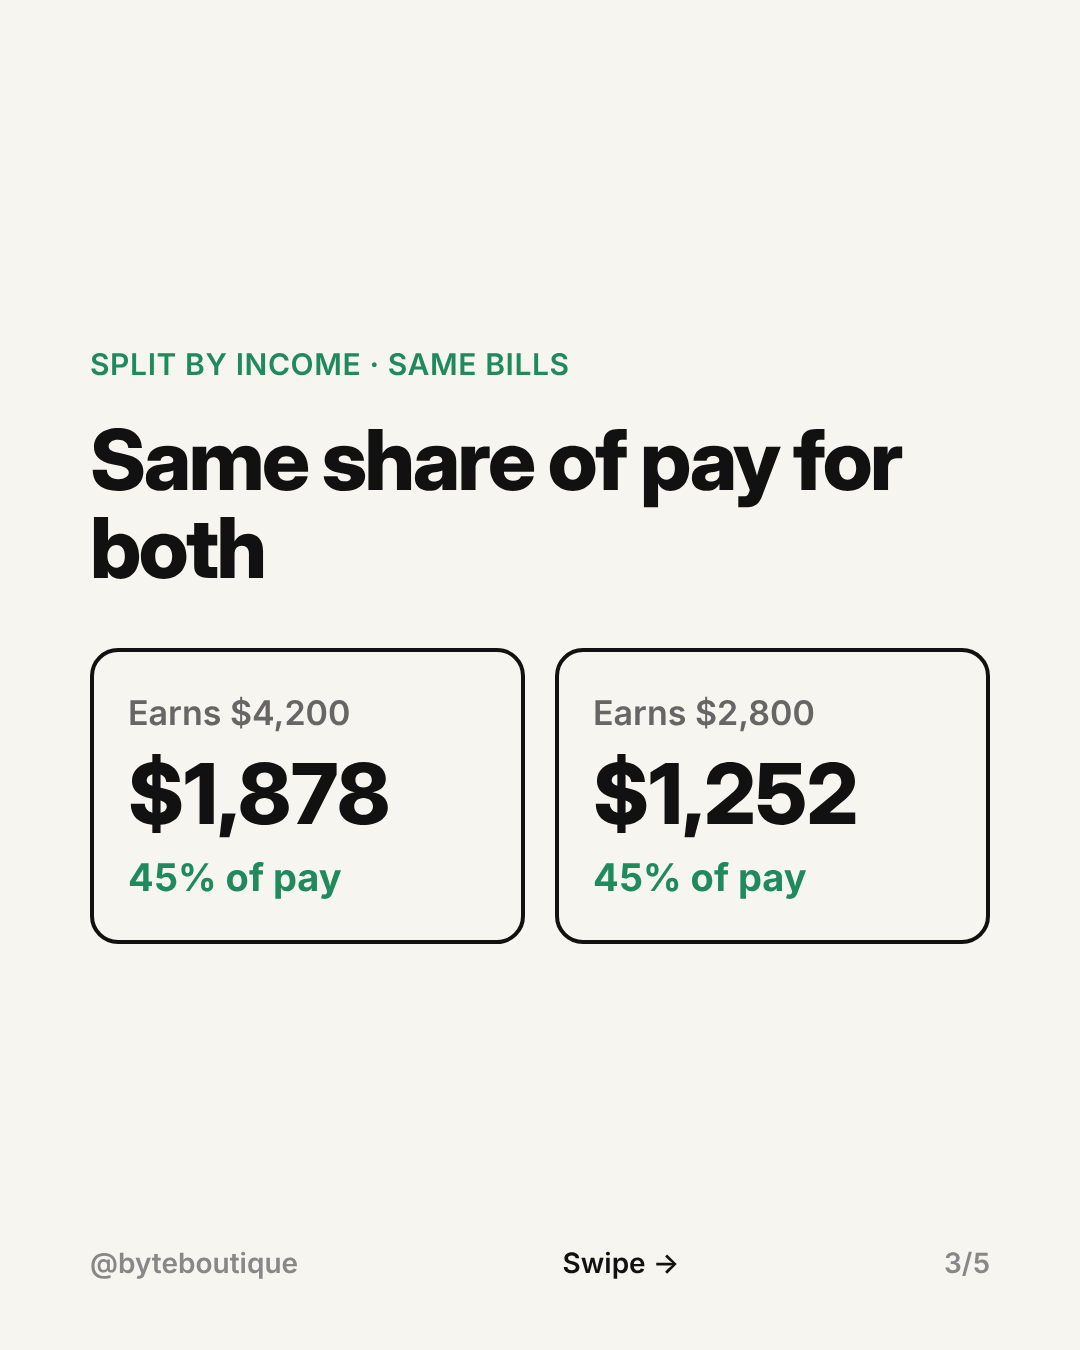 SPLIT BY INCOME · SAME BILLS
Same share of pay for
both
Earns $4,200
$1,878
45% of pay
Earns $2,800
$1,252
45% of pay
@byteboutique
Swipe →
3/5